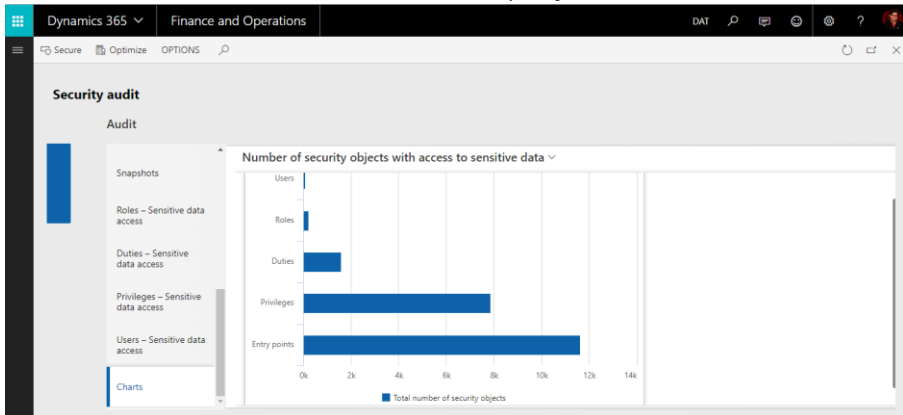 Dynamics 365
Finance and Operations
DAT
?
Secure
Optimize
OPTIONS
Security audit
Audit
Snapshots
Roles – Sensitive data
access
Duties – Sensitive
data access
Privileges – Sensitive
data access
Users – Sensitive data
access
Charts
Number of security objects with access to sensitive data
Users
Roles
Duties
Privileges
Entry points
0k 2k 4k 6k 8k 10k 12k 14k
Total number of security objects